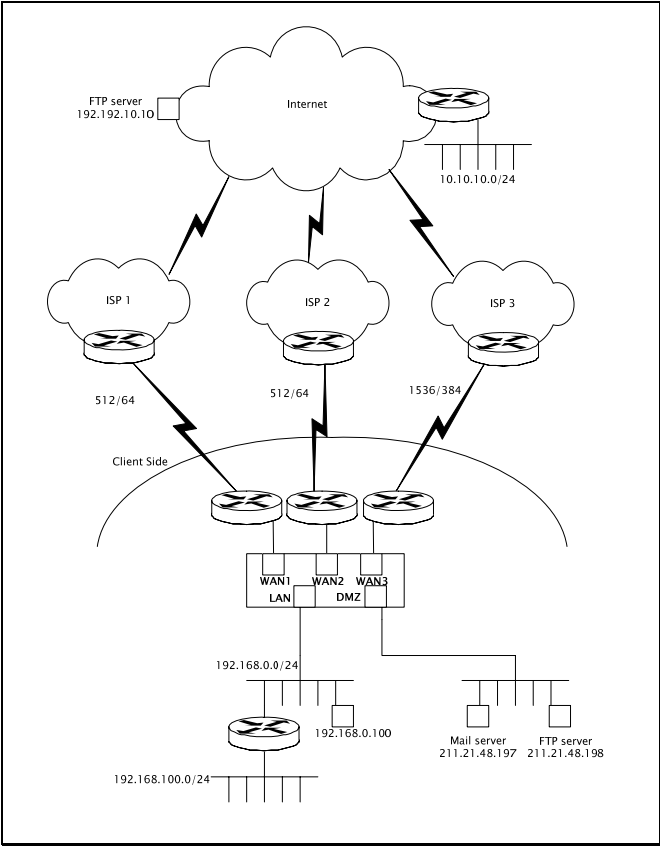 Internet
FTP server
192.192.10.10
10.10.10.0/24
ISP 1
ISP 2
ISP 3
512/64
512/64
1536/384
Client Side
WAN1
WAN2
WAN3
LAN
DMZ
192.168.0.0/24
192.168.0.100
Mail server
211.21.48.197
FTP server
211.21.48.198
192.168.100.0/24